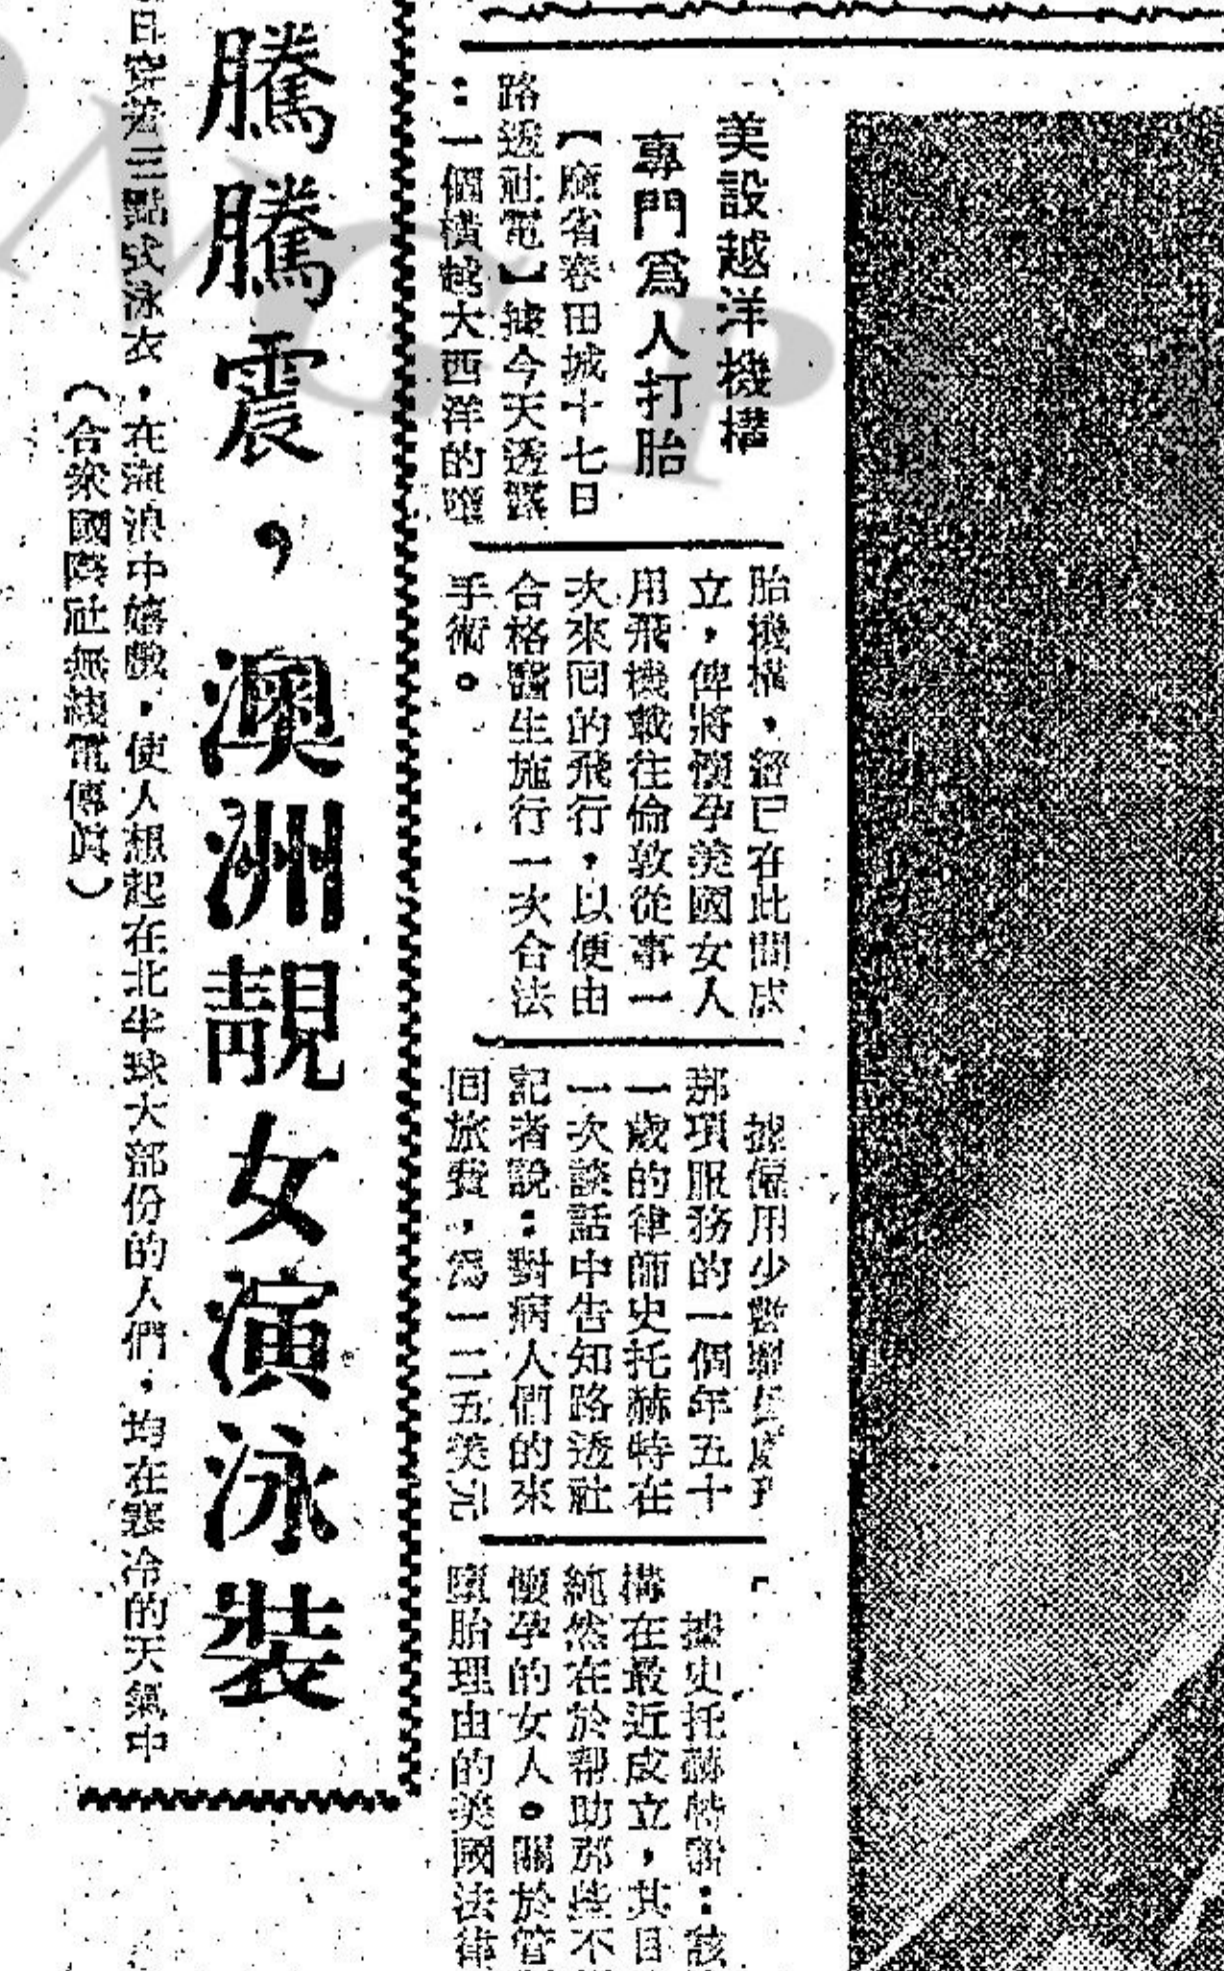 美設越洋機構
專門爲人打胎
【麻省春田城十七日
路透社電】據今天透露
：一個橫越大西洋的墮
胎機構，經已在此間成
立，俾將懷孕美國女人
用飛機載往倫敦從事一
次來回的飛行，以便由
合格醫生施行一次合法
手術。
據僱用少數
那項服務的一個年五十
一歲的律師史托赫特在
一次談話中告知路透社
記者說：對病人們的來
回旅費，爲一二五美元
據史托赫特說：該
構在最近成立，其目
純然在於帮助那些不
懷孕的女人。關於管
墮胎理由的美國法律
騰騰震，澳洲靚女演泳裝
日穿着三點式泳衣，在海浪中嬉戲，使人想起在北半球大部份的人們，均在寒冷的天氣中
（合衆國際社無綫電傳眞）